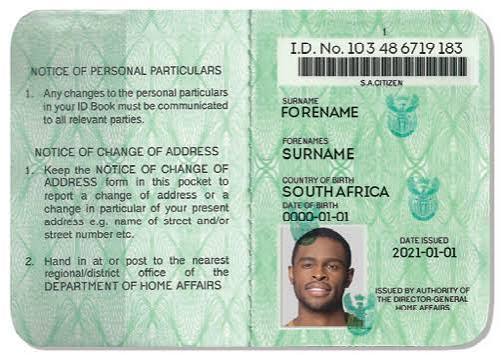 NOTICE OF PERSONAL PARTICULARS
1. Any changes to the personal particulars
in your ID Book must be communicated
to all relevant parties.
NOTICE OF CHANGE OF ADDRESS
1. Keep the NOTICE OF CHANGE OF
ADDRESS form in this pocket to
report a change of address or a
change in particular of your present
address e.g. name of street and/or
street number etc.
2. Hand in at or post to the nearest
regional/district office of the
DEPARTMENT OF HOME AFFAIRS
1.
I.D. No. 103 48 6719 183
S.A.CITIZEN
SURNAME
FORENAME
FORENAMES
SURNAME
COUNTRY OF BIRTH
SOUTH AFRICA
DATE OF BIRTH
0000-01-01
DATE ISSUED
2021-01-01
ISSUED BY AUTHORITY OF
THE DIRECTOR-GENERAL
HOME AFFAIRS